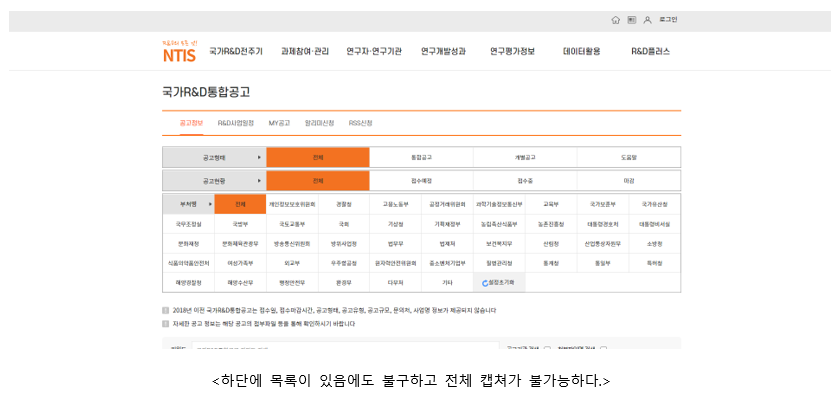 로그인
NTIS
국가R&D전주기 과제참여·관리 연구자·연구기관 연구개발성과 연구평가정보 데이터활용 R&D플러스
국가R&D통합공고
공고정보 R&D사업일정 MY공고 알리미신청 RSS신청
공고형태 전체 통합공고 개별공고 도움말
공고현황 전체 접수예정 접수중 마감
부처명 전체 개인정보보호위원회 경찰청 고용노동부 공정거래위원회 과학기술정보통신부 교육부 국가보훈부 국가유산청
국무조정실 국방부 국토교통부 국회 기상청 기획재정부 농림축산식품부 농촌진흥청 대통령경호처 대통령비서실
문화재청 문화체육관광부 방송통신위원회 방위사업청 법무부 법제처 보건복지부 산림청 산업통상자원부 소방청
식품의약품안전처 여성가족부 외교부 우주항공청 원자력안전위원회 중소벤처기업부 질병관리청 통계청 통일부 특허청
해양경찰청 해양수산부 행정안전부 환경부 다부처 기타 설정초기화
2018년 이전 국가R&D통합공고는 접수일, 접수마감시간, 공고형태, 공고유형, 공고규모, 문의처, 사업명 정보가 제공되지 않습니다
자세한 공고 정보는 해당 공고의 첨부파일 등을 통해 확인하시기 바랍니다
<하단에 목록이 있음에도 불구하고 전체 캡쳐가 불가능하다.>